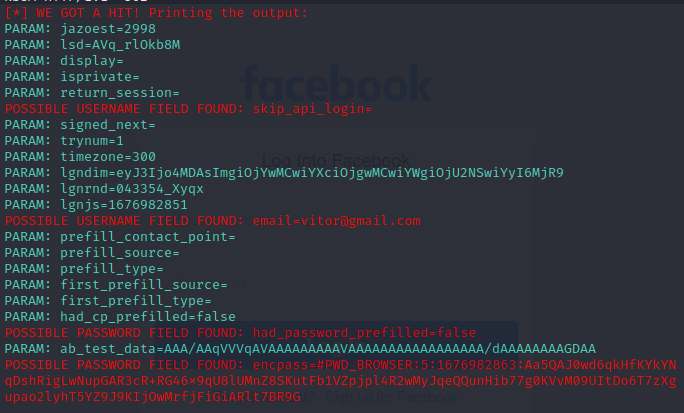 [*] WE GOT A HIT! Printing the output:
PARAM: jazoest=2998
PARAM: lsd=AVq_rlOkb8M
PARAM: display=
PARAM: isprivate=
PARAM: return_session=
POSSIBLE USERNAME FIELD FOUND: skip_api_login=
PARAM: signed_next=
PARAM: trynum=1
PARAM: timezone=300
PARAM: lgndim=eyJ3Ijo4MDAsImgiOjYwMCwiYXciOjgwMCwiYWgiOjU2NSwiYyI6MjR9
PARAM: lgnrnd=043354_Xyqx
PARAM: lgnjs=1676982851
POSSIBLE USERNAME FIELD FOUND: email=vitor@gmail.com
PARAM: prefill_contact_point=
PARAM: prefill_source=
PARAM: prefill_type=
PARAM: first_prefill_source=
PARAM: first_prefill_type=
PARAM: had_cp_prefilled=false
POSSIBLE PASSWORD FIELD FOUND: had_password_prefilled=false
PARAM: ab_test_data=AAA/AAqVVVqAVAAAAAAAAAVAAAAAAAAAAAAAAAAA/dAAAAAAAAGDAA
POSSIBLE PASSWORD FIELD FOUND: encpass=#PWD_BROWSER:5:1676982863:Aa5QAJ0wd6qkHfKYkYN
qDshRigLwNupGAR3cR+RG46×9qU8lUMnZ8SKutFb1VZpjpl4R2wMyJqeQQunHib77g0KVvM09UItDo6T7zXg
upao2lyhT5YZ9J9KIjOwMrfjFiGiARlt7BR9G
facebook
Log Into Facebook
Sign up for Facebook